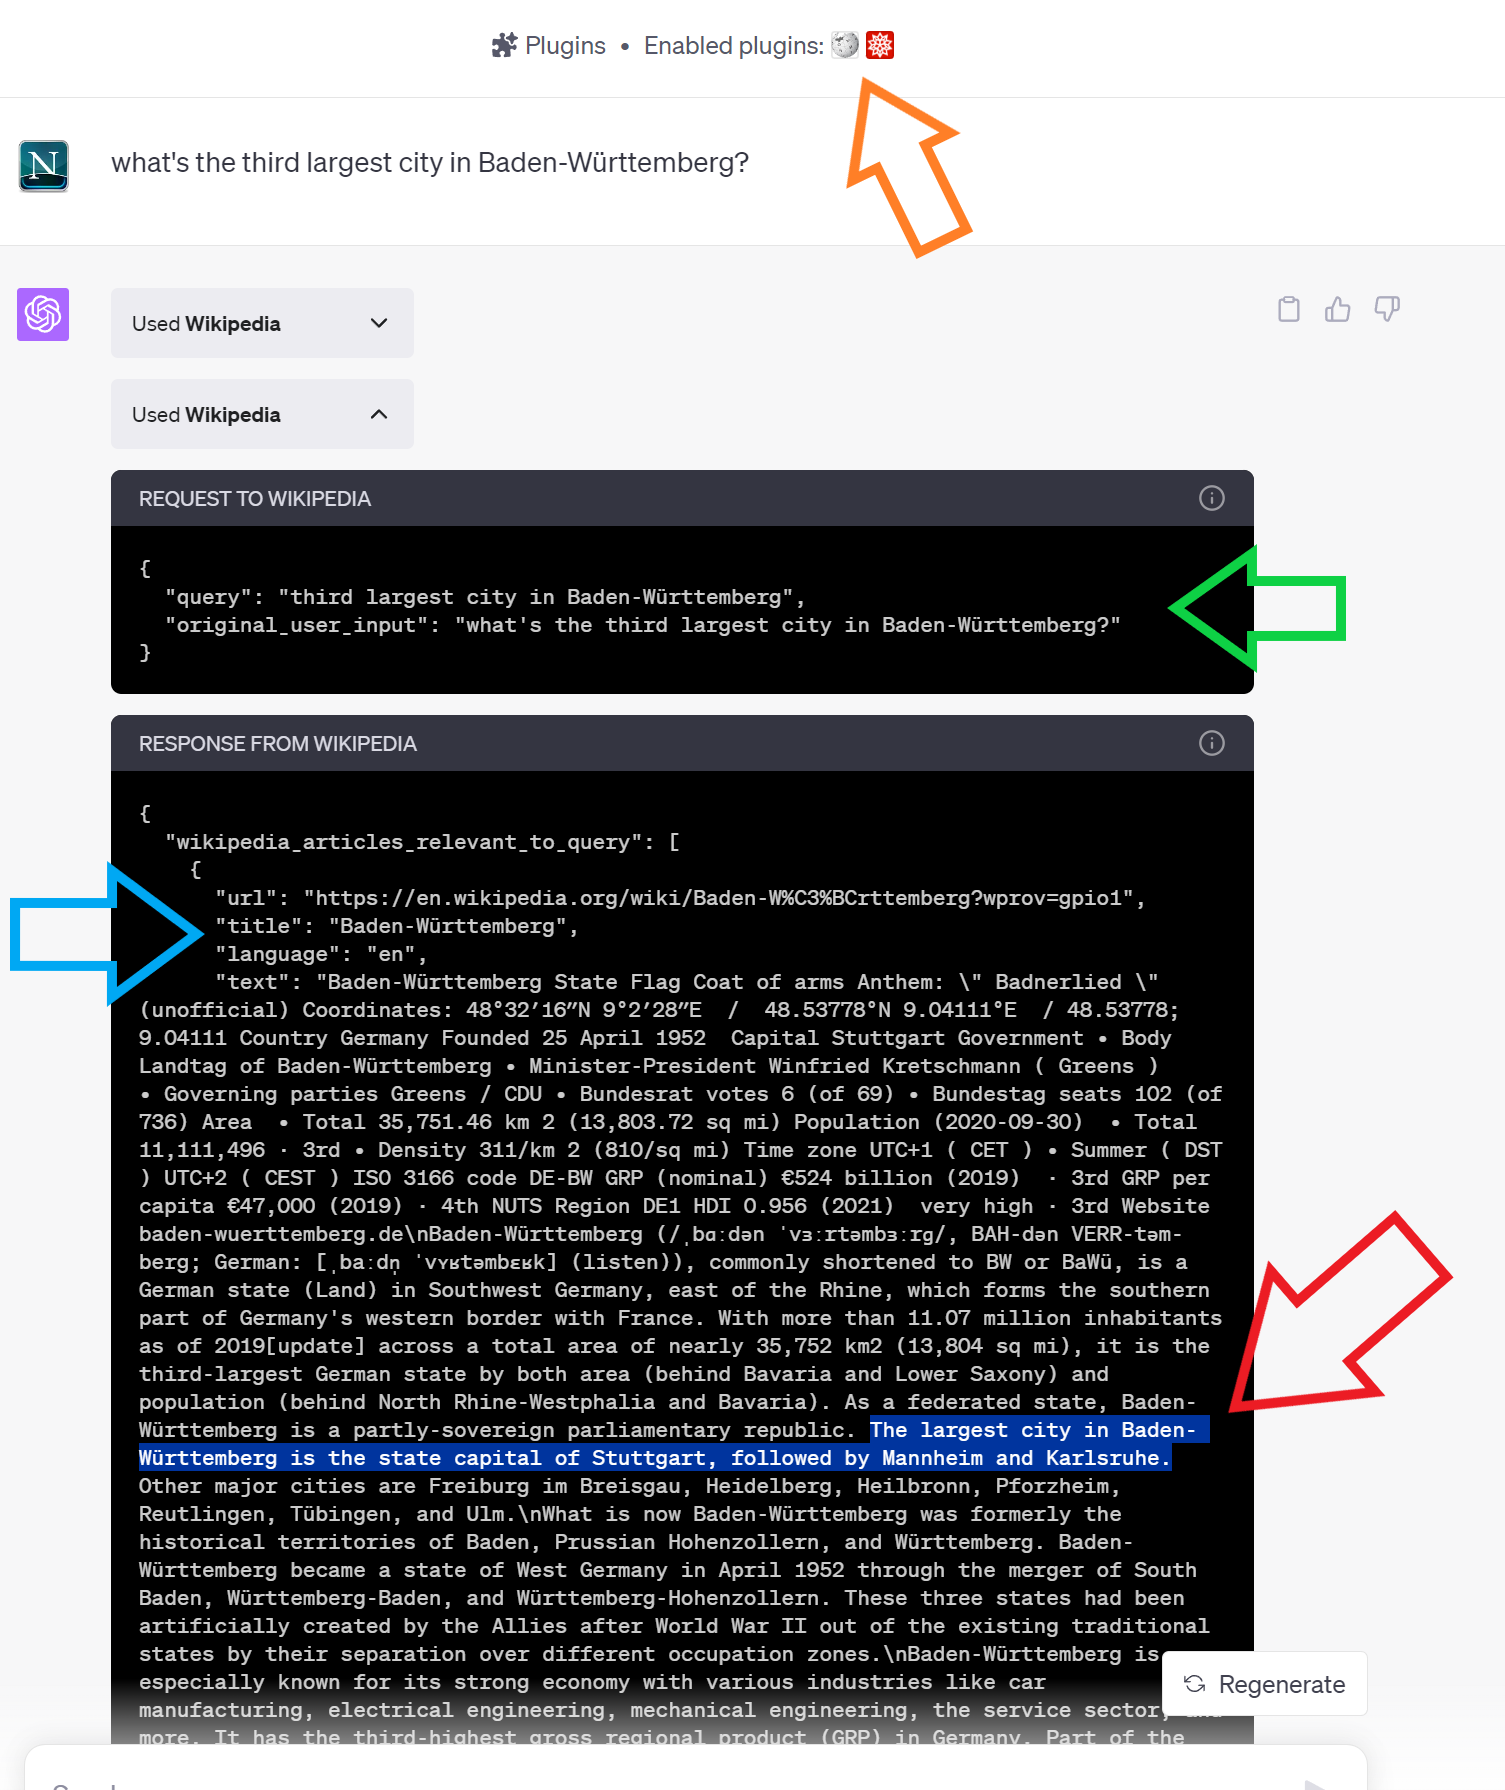 Plugins • Enabled plugins:
N
what's the third largest city in Baden-Württemberg?
Used Wikipedia
Used Wikipedia
REQUEST TO WIKIPEDIA
{
"query": "third largest city in Baden-Württemberg",
"original_user_input": "what's the third largest city in Baden-Württemberg?"
}
RESPONSE FROM WIKIPEDIA
{
"wikipedia_articles_relevant_to_query": [
{
"url": "https://en.wikipedia.org/wiki/Baden-W%C3%BCrttemberg?wprov=gpio1",
"title": "Baden-Württemberg",
"language": "en",
"text": "Baden-Württemberg State Flag Coat of arms Anthem: \" Badnerlied \"
(unofficial) Coordinates: 48°32′16″N 9°2′28″E / 48.53778°N 9.04111°E / 48.53778;
9.04111 Country Germany Founded 25 April 1952 Capital Stuttgart Government • Body
Landtag of Baden-Württemberg • Minister-President Winfried Kretschmann ( Greens )
• Governing parties Greens / CDU • Bundesrat votes 6 (of 69) • Bundestag seats 102 (of
736) Area • Total 35,751.46 km 2 (13,803.72 sq mi) Population (2020-09-30) • Total
11,111,496 · 3rd • Density 311/km 2 (810/sq mi) Time zone UTC+1 ( CET ) • Summer ( DST
) UTC+2 ( CEST ) ISO 3166 code DE-BW GRP (nominal) €524 billion (2019) · 3rd GRP per
capita €47,000 (2019) · 4th NUTS Region DE1 HDI 0.956 (2021) very high · 3rd Website
baden-wuerttemberg.de\nBaden-Württemberg (/ˌbɑːdən ˈvɜːrtəmbɜːrɡ/, BAH-dən VERR-təm-
berg; German: [ˌbaːdn̩ ˈvʏʁtəmbɛʁk] (listen)), commonly shortened to BW or BaWü, is a
German state (Land) in Southwest Germany, east of the Rhine, which forms the southern
part of Germany's western border with France. With more than 11.07 million inhabitants
as of 2019[update] across a total area of nearly 35,752 km2 (13,804 sq mi), it is the
third-largest German state by both area (behind Bavaria and Lower Saxony) and
population (behind North Rhine-Westphalia and Bavaria). As a federated state, Baden-
Württemberg is a partly-sovereign parliamentary republic. The largest city in Baden-
Württemberg is the state capital of Stuttgart, followed by Mannheim and Karlsruhe.
Other major cities are Freiburg im Breisgau, Heidelberg, Heilbronn, Pforzheim,
Reutlingen, Tübingen, and Ulm.\nWhat is now Baden-Württemberg was formerly the
historical territories of Baden, Prussian Hohenzollern, and Württemberg. Baden-
Württemberg became a state of West Germany in April 1952 through the merger of South
Baden, Württemberg-Baden, and Württemberg-Hohenzollern. These three states had been
artificially created by the Allies after World War II out of the existing traditional
states by their separation over different occupation zones.\nBaden-Württemberg is
especially known for its strong economy with various industries like car
Regenerate
manufacturing, electrical engineering, mechanical engineering, the service sector, and
more. It has the third-highest gross regional product (GRP) in Germany. Part of the